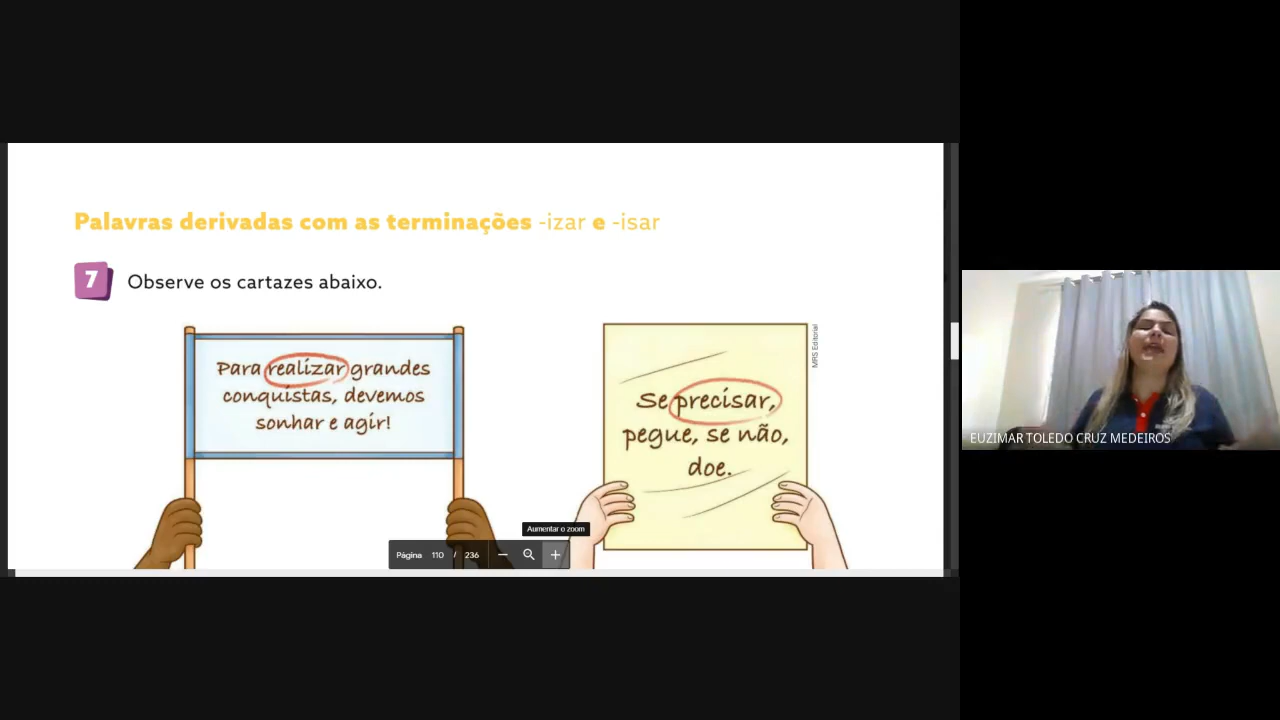 Palavras derivadas com as terminações -izar e -isar
7 Observe os cartazes abaixo.
Para realizar grandes
conquistas, devemos
sonhar e agir!
Se precisar,
pegue, se não,
doe.
MRS Editorial
Aumentar o zoom
Página 110 / 236
EUZIMAR TOLEDO CRUZ MEDEIROS